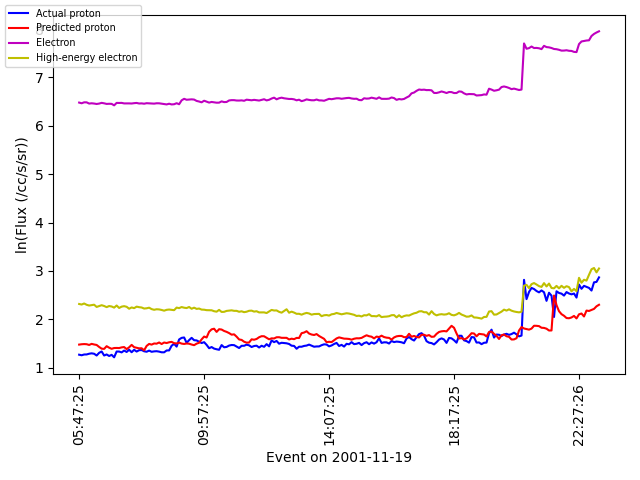 Actual proton
Predicted proton
Electron
High-energy electron
ln(Flux (/cc/s/sr))
7
6
5
4
3
2
1
05:47:25
09:57:25
14:07:25
18:17:25
22:27:26
Event on 2001-11-19